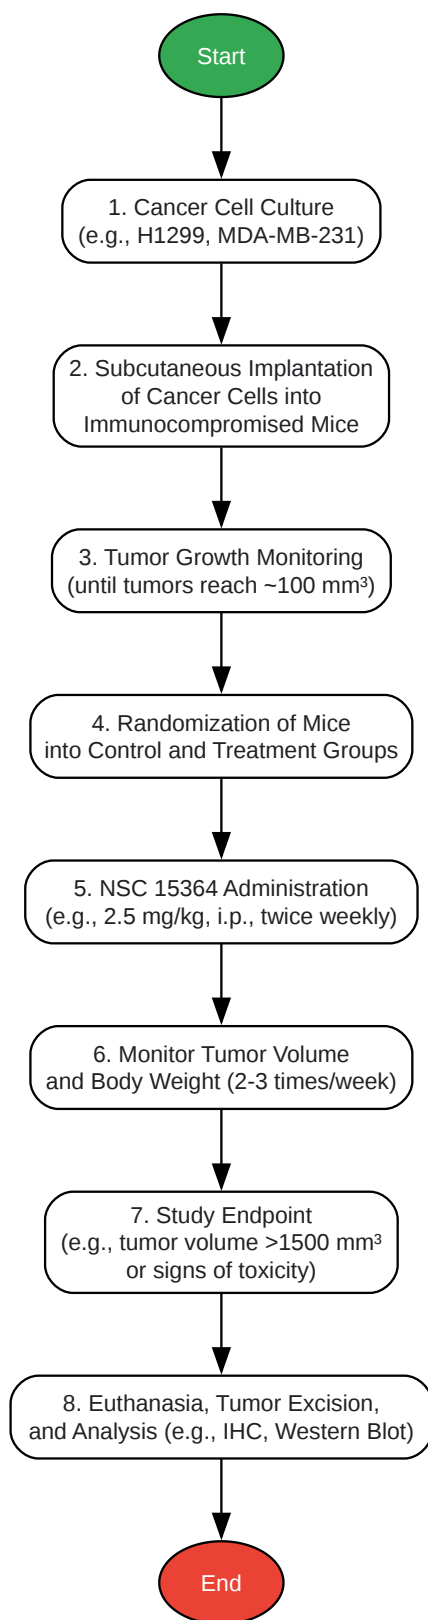 Start
1. Cancer Cell Culture
(e.g., H1299, MDA-MB-231)
2. Subcutaneous Implantation
of Cancer Cells into
Immunocompromised Mice
3. Tumor Growth Monitoring
(until tumors reach ~100 mm³)
4. Randomization of Mice
into Control and Treatment Groups
5. NSC 15364 Administration
(e.g., 2.5 mg/kg, i.p., twice weekly)
6. Monitor Tumor Volume
and Body Weight (2-3 times/week)
7. Study Endpoint
(e.g., tumor volume >1500 mm³
or signs of toxicity)
8. Euthanasia, Tumor Excision,
and Analysis (e.g., IHC, Western Blot)
End